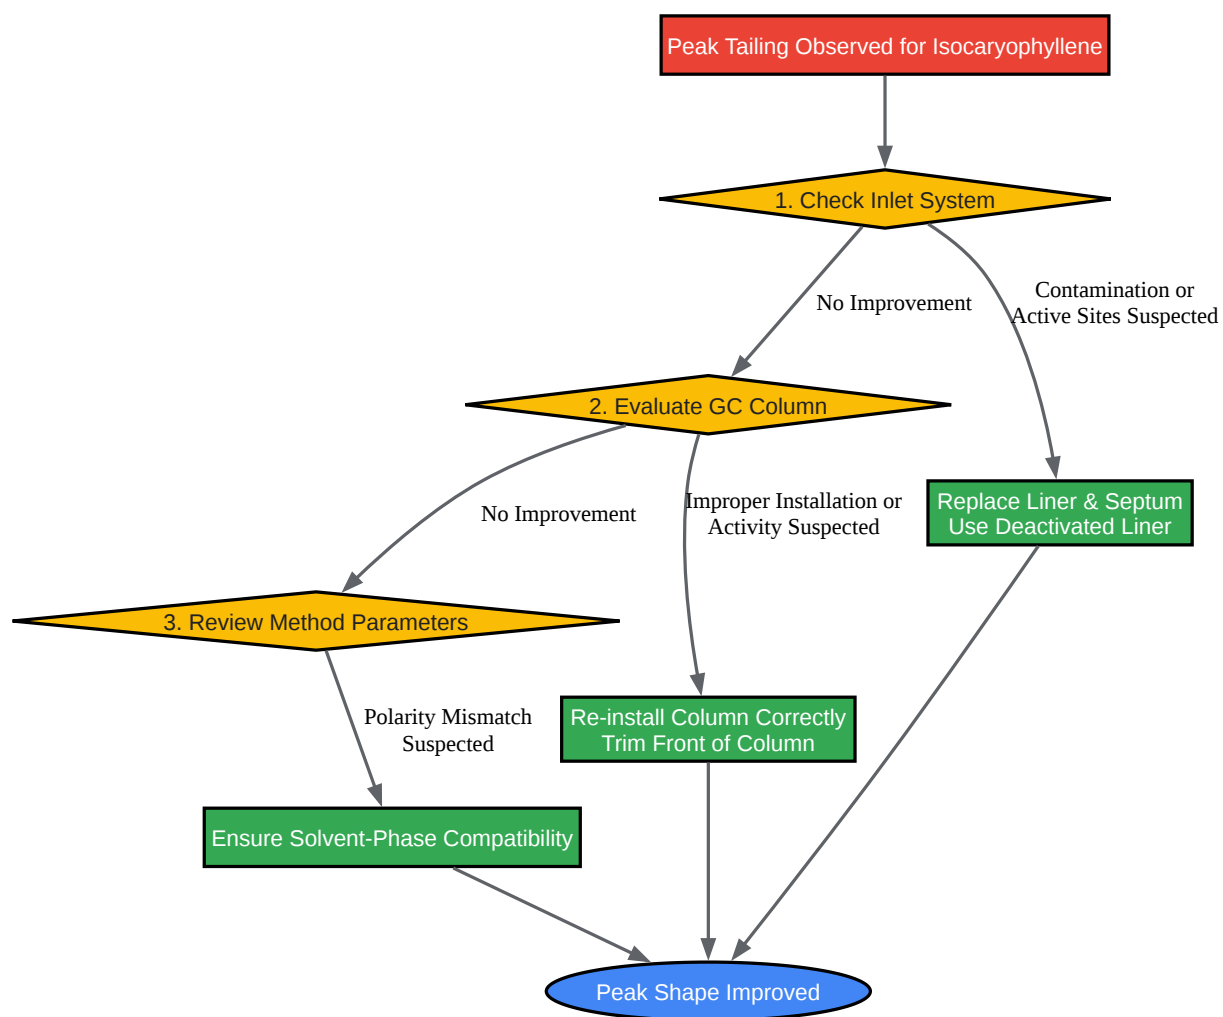 Peak Tailing Observed for Isocaryophyllene
1. Check Inlet System
No Improvement
Contamination or
Active Sites Suspected
2. Evaluate GC Column
No Improvement
Improper Installation or
Activity Suspected
Replace Liner & Septum
Use Deactivated Liner
3. Review Method Parameters
Polarity Mismatch
Suspected
Re-install Column Correctly
Trim Front of Column
Ensure Solvent-Phase Compatibility
Peak Shape Improved